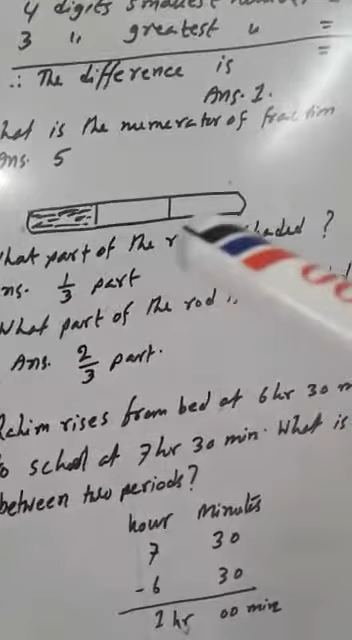 4 digits smallest
3 " greatest " =
=
∴ The difference is
Ans. 1.
hat is the numerator of fraction
Ans. 5
hat part of the haded ?
ns. 1/3 part
What part of the rod
Ans. 2/3 part.
Rahim rises from bed at 6 hr 30 m
to school at 7 hr 30 min. What is
between two periods?
hour Minutes
7 30
- 6 30
1 hr 00 min